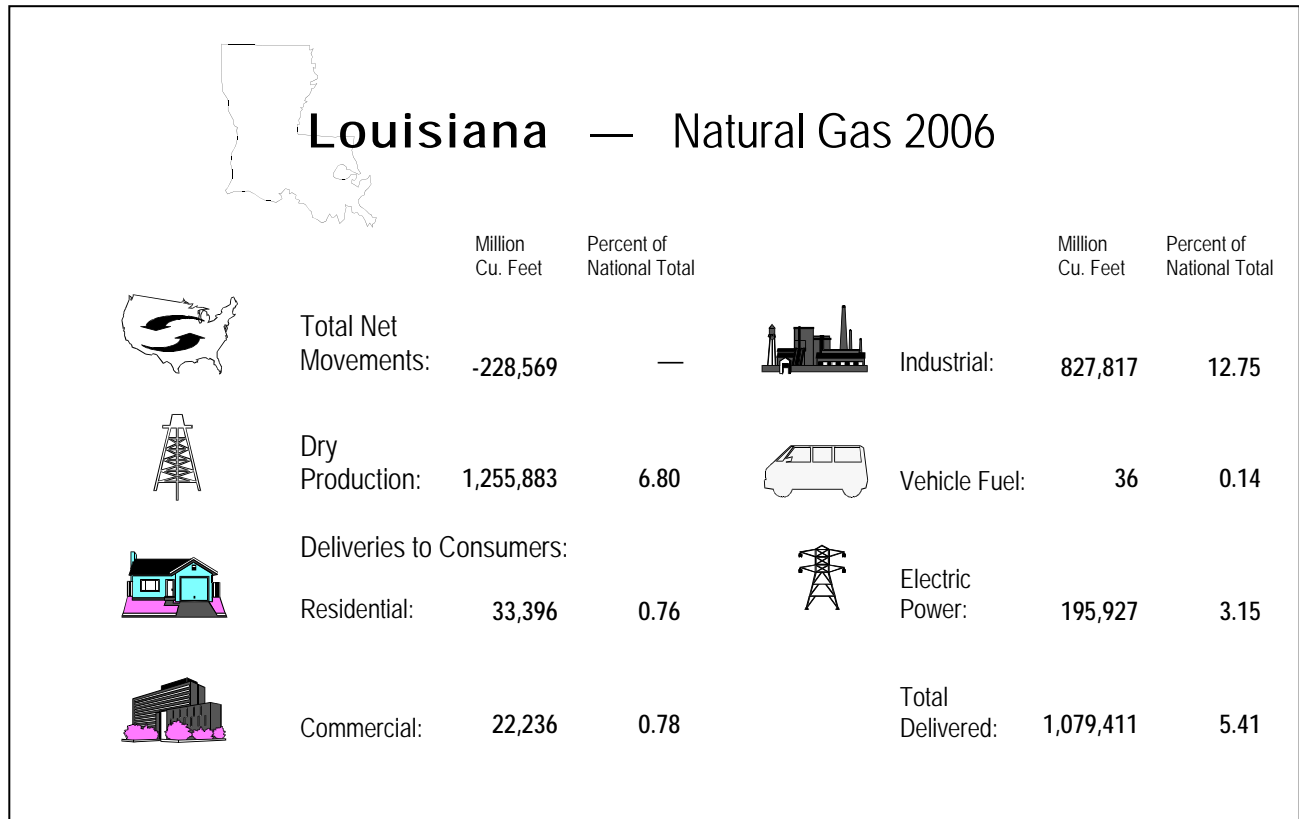 Louisiana — Natural Gas 2006
Million Percent of
Cu. Feet National Total
Total Net
Movements: -228,569 —
Dry
Production: 1,255,883 6.80
Deliveries to Consumers:
Residential: 33,396 0.76
Commercial: 22,236 0.78
Million Percent of
Cu. Feet National Total
Industrial: 827,817 12.75
Vehicle Fuel: 36 0.14
Electric
Power: 195,927 3.15
Total
Delivered: 1,079,411 5.41